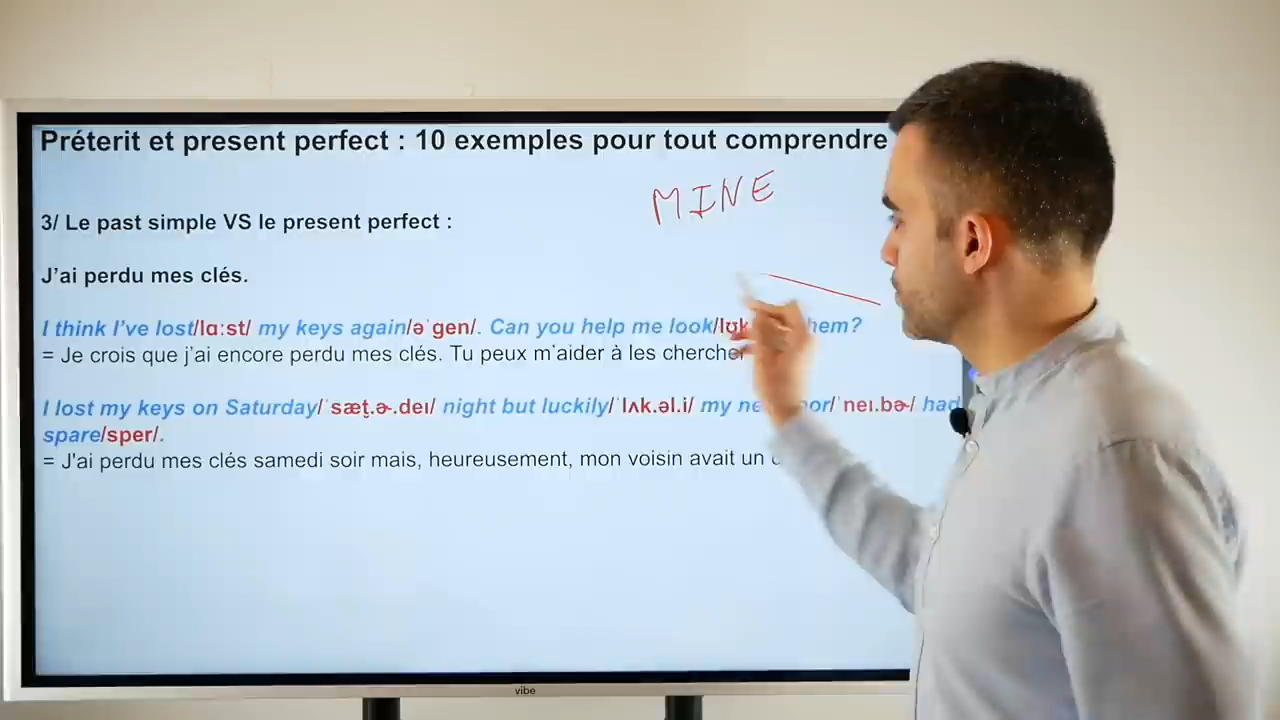 Préterit et present perfect : 10 exemples pour tout comprendre
MINE
3/ Le past simple VS le present perfect :
J'ai perdu mes clés.
I think I've lost/lɑːst/ my keys again/əˈgen/. Can you help me look/lʊk them?
= Je crois que j'ai encore perdu mes clés. Tu peux m'aider à les chercher
I lost my keys on Saturday/ˈsæt̬.ɚ.deɪ/ night but luckily/ˈlʌk.əl.i/ my /ˈneɪ.bɚ/ had
spare/sper/.
= J'ai perdu mes clés samedi soir mais, heureusement, mon voisin avait un
vibe